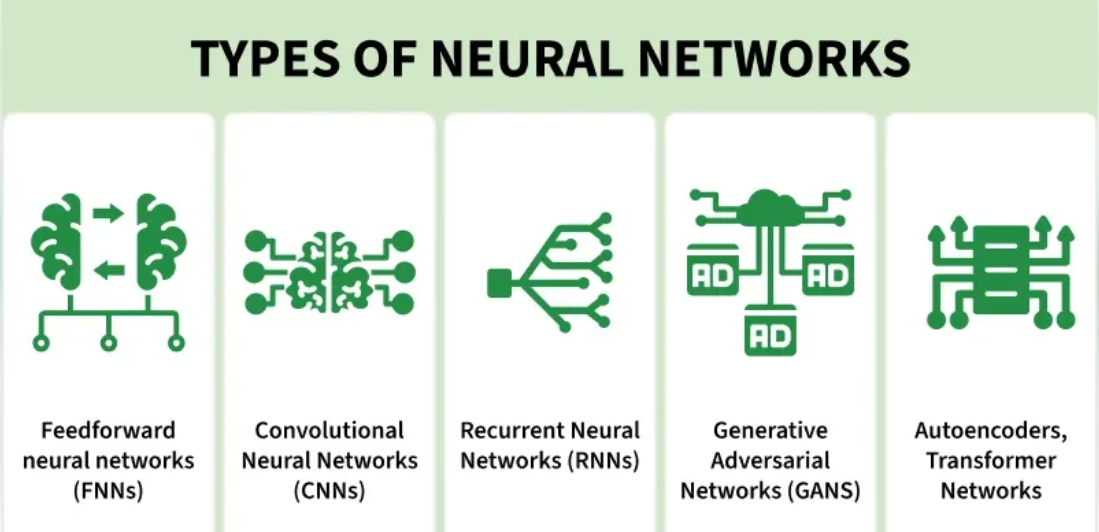 TYPES OF NEURAL NETWORKS
AD
AD
AD
Feedforward
neural networks
(FNNs)
Convolutional
Neural Networks
(CNNs)
Recurrent Neural
Networks (RNNs)
Generative
Adversarial
Networks (GANS)
Autoencoders,
Transformer
Networks